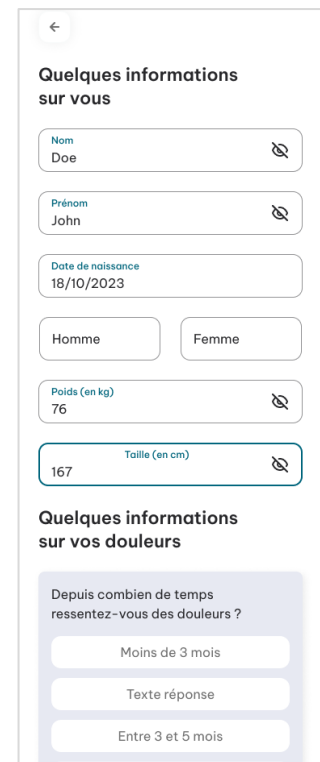 Quelques informations
sur vous
Nom
Doe
Prénom
John
Date de naissance
18/10/2023
Homme
Femme
Poids (en kg)
76
Taille (en cm)
167
Quelques informations
sur vos douleurs
Depuis combien de temps
ressentez-vous des douleurs ?
Moins de 3 mois
Texte réponse
Entre 3 et 5 mois